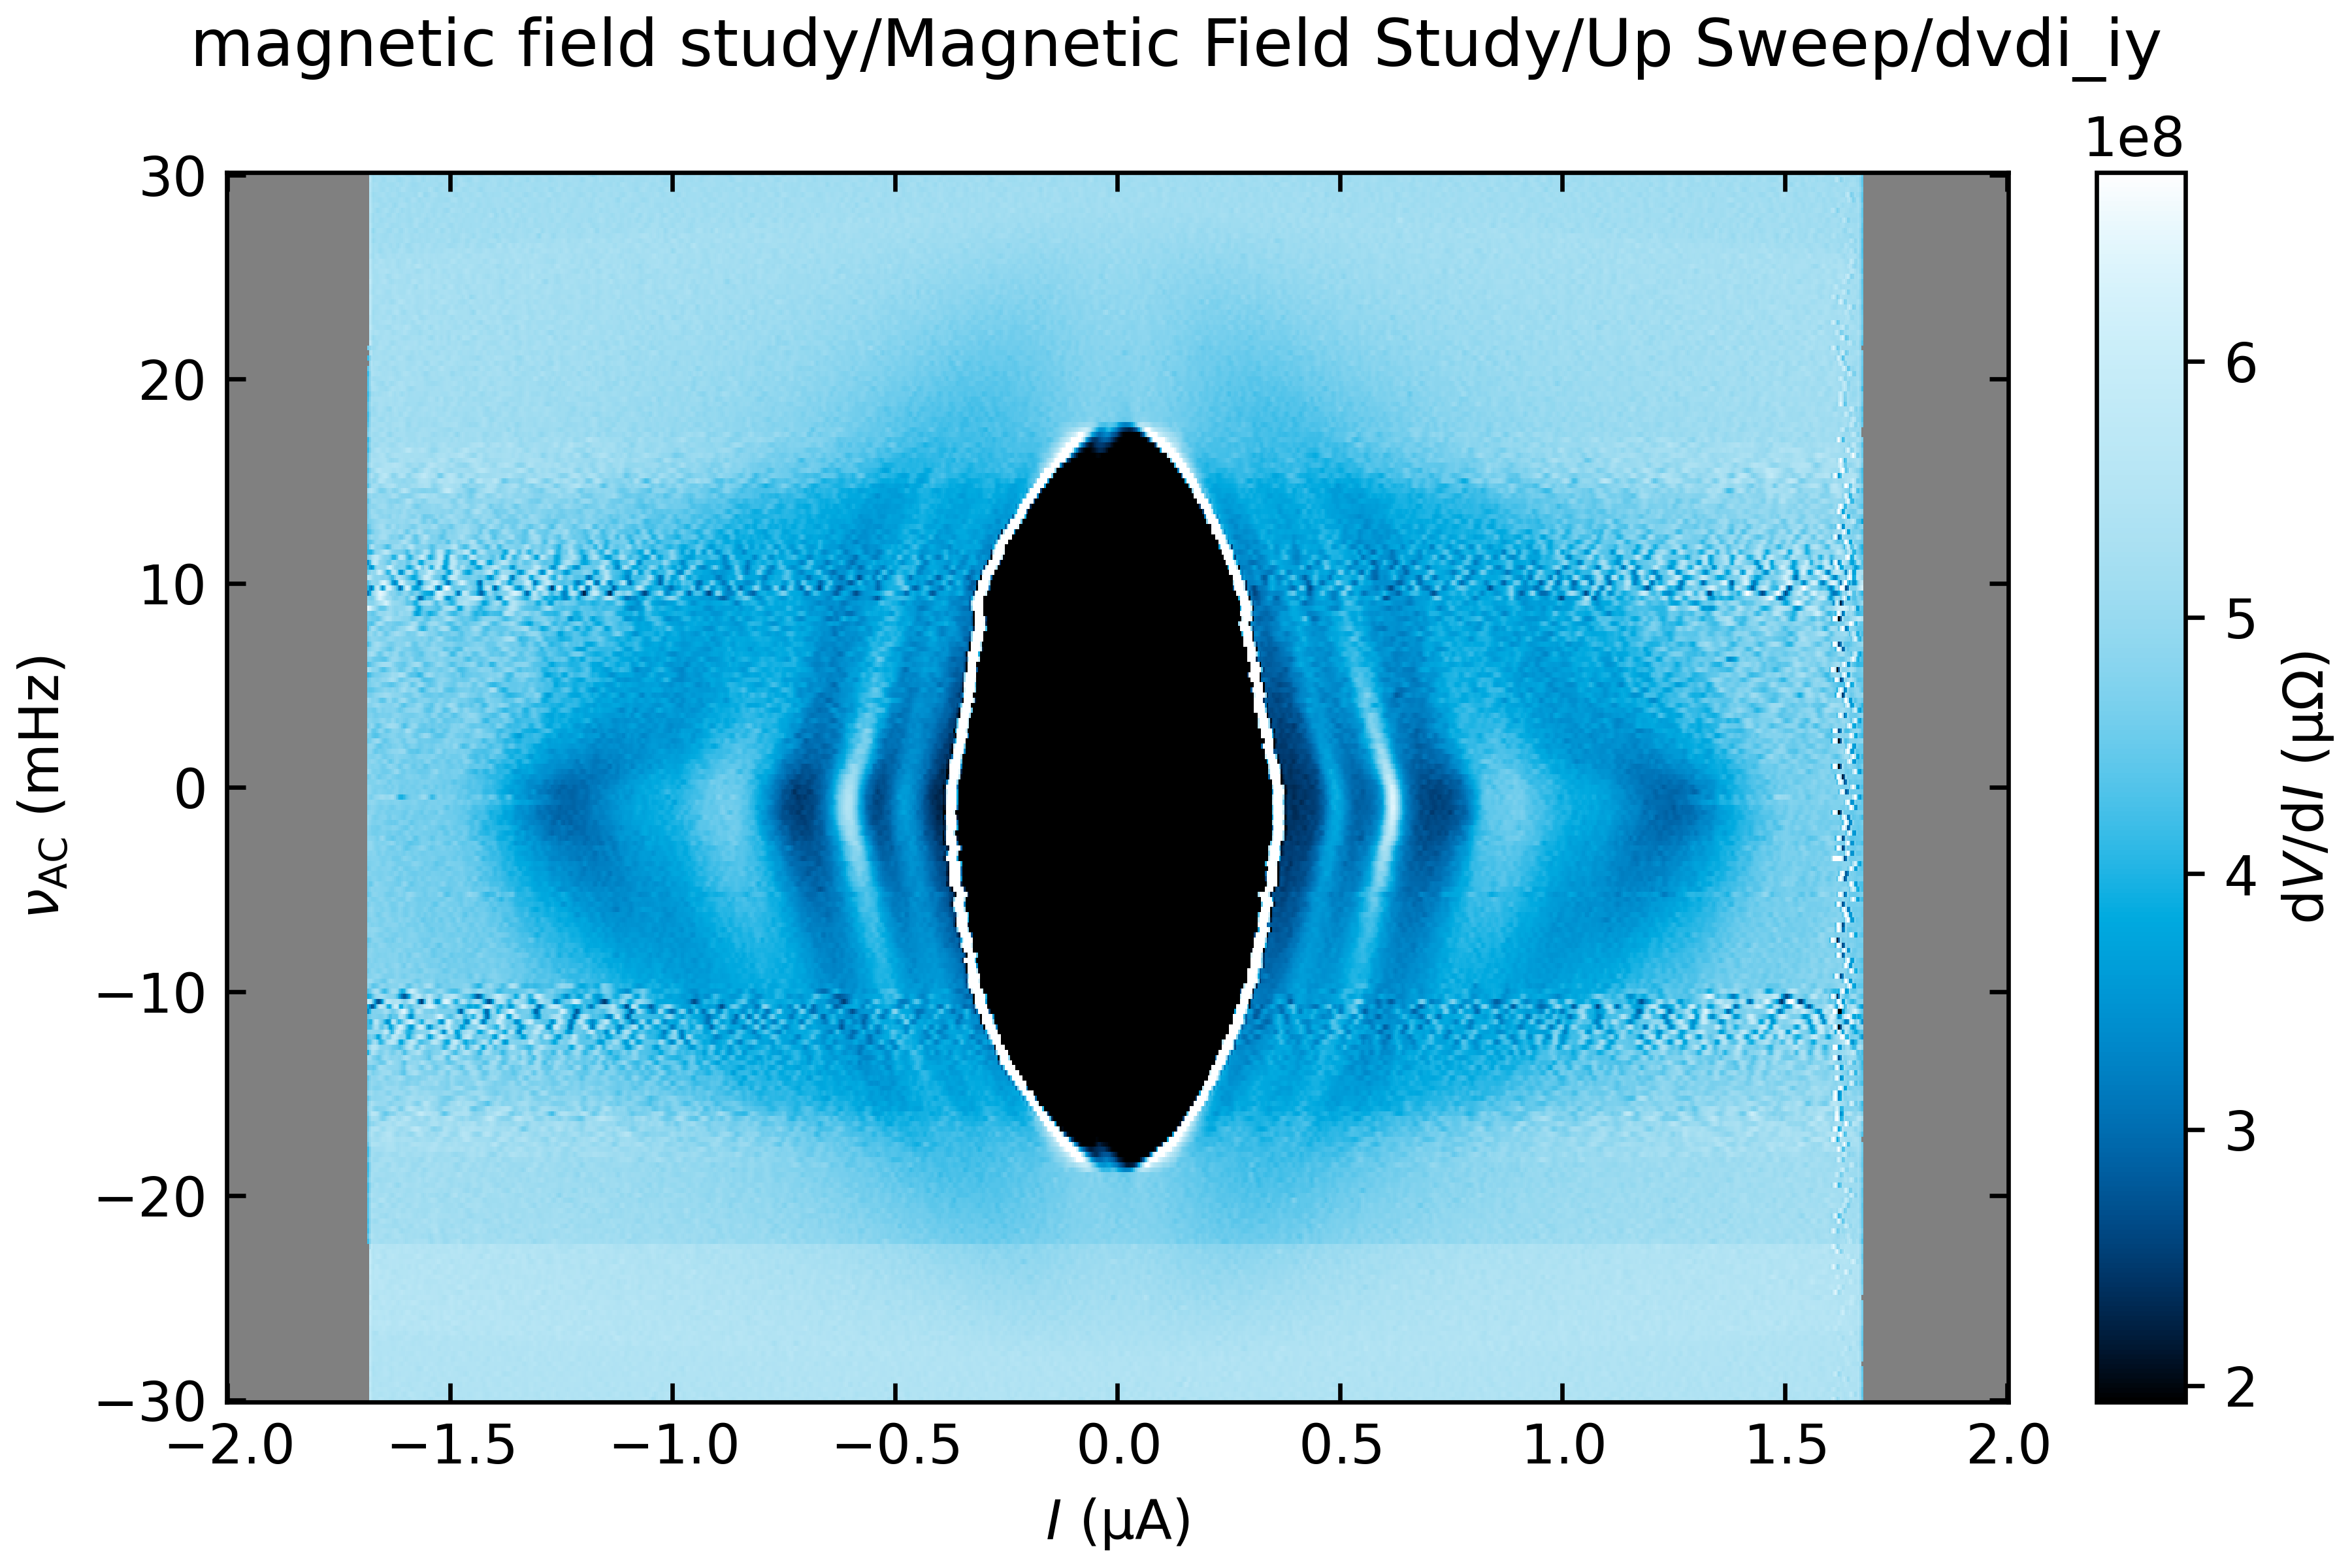 magnetic field study/Magnetic Field Study/Up Sweep/dvdi_iy
1e8
30
20
10
0
−10
−20
−30
ν_AC (mHz)
−2.0 −1.5 −1.0 −0.5 0.0 0.5 1.0 1.5 2.0
I (µA)
6
5
4
3
2
dV/dI (µΩ)